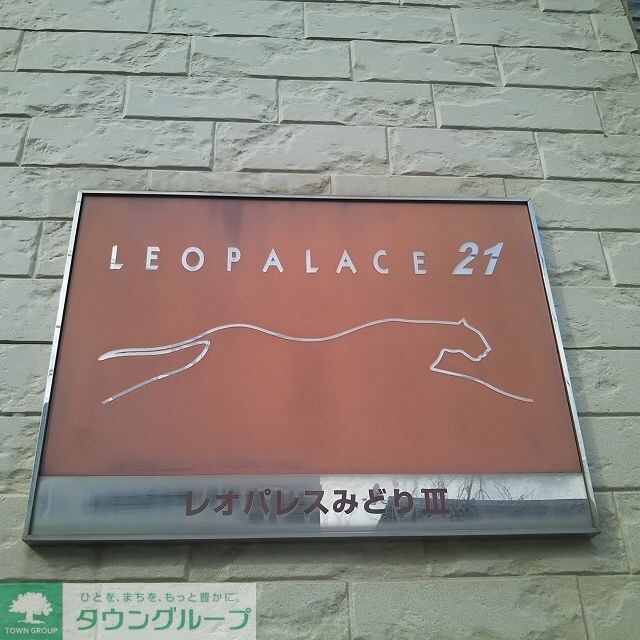 LEOPALACE 21
レオパレスみどりⅢ
ひとを、まちを、もっと豊かに。
タウングループ
TOWN GROUP